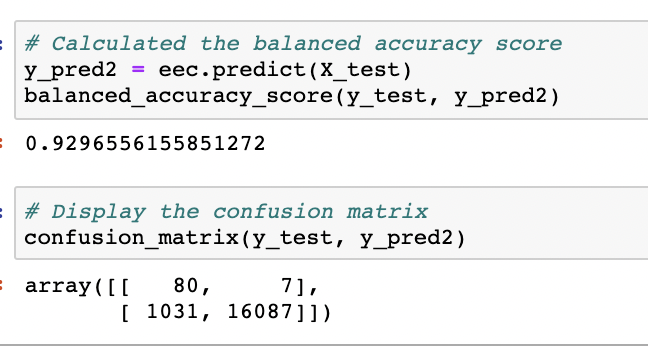 # Calculated the balanced accuracy score
y_pred2 = eec.predict(X_test)
balanced_accuracy_score(y_test, y_pred2)
0.9296556155851272
# Display the confusion matrix
confusion_matrix(y_test, y_pred2)
array([[   80,     7],
       [ 1031, 16087]])